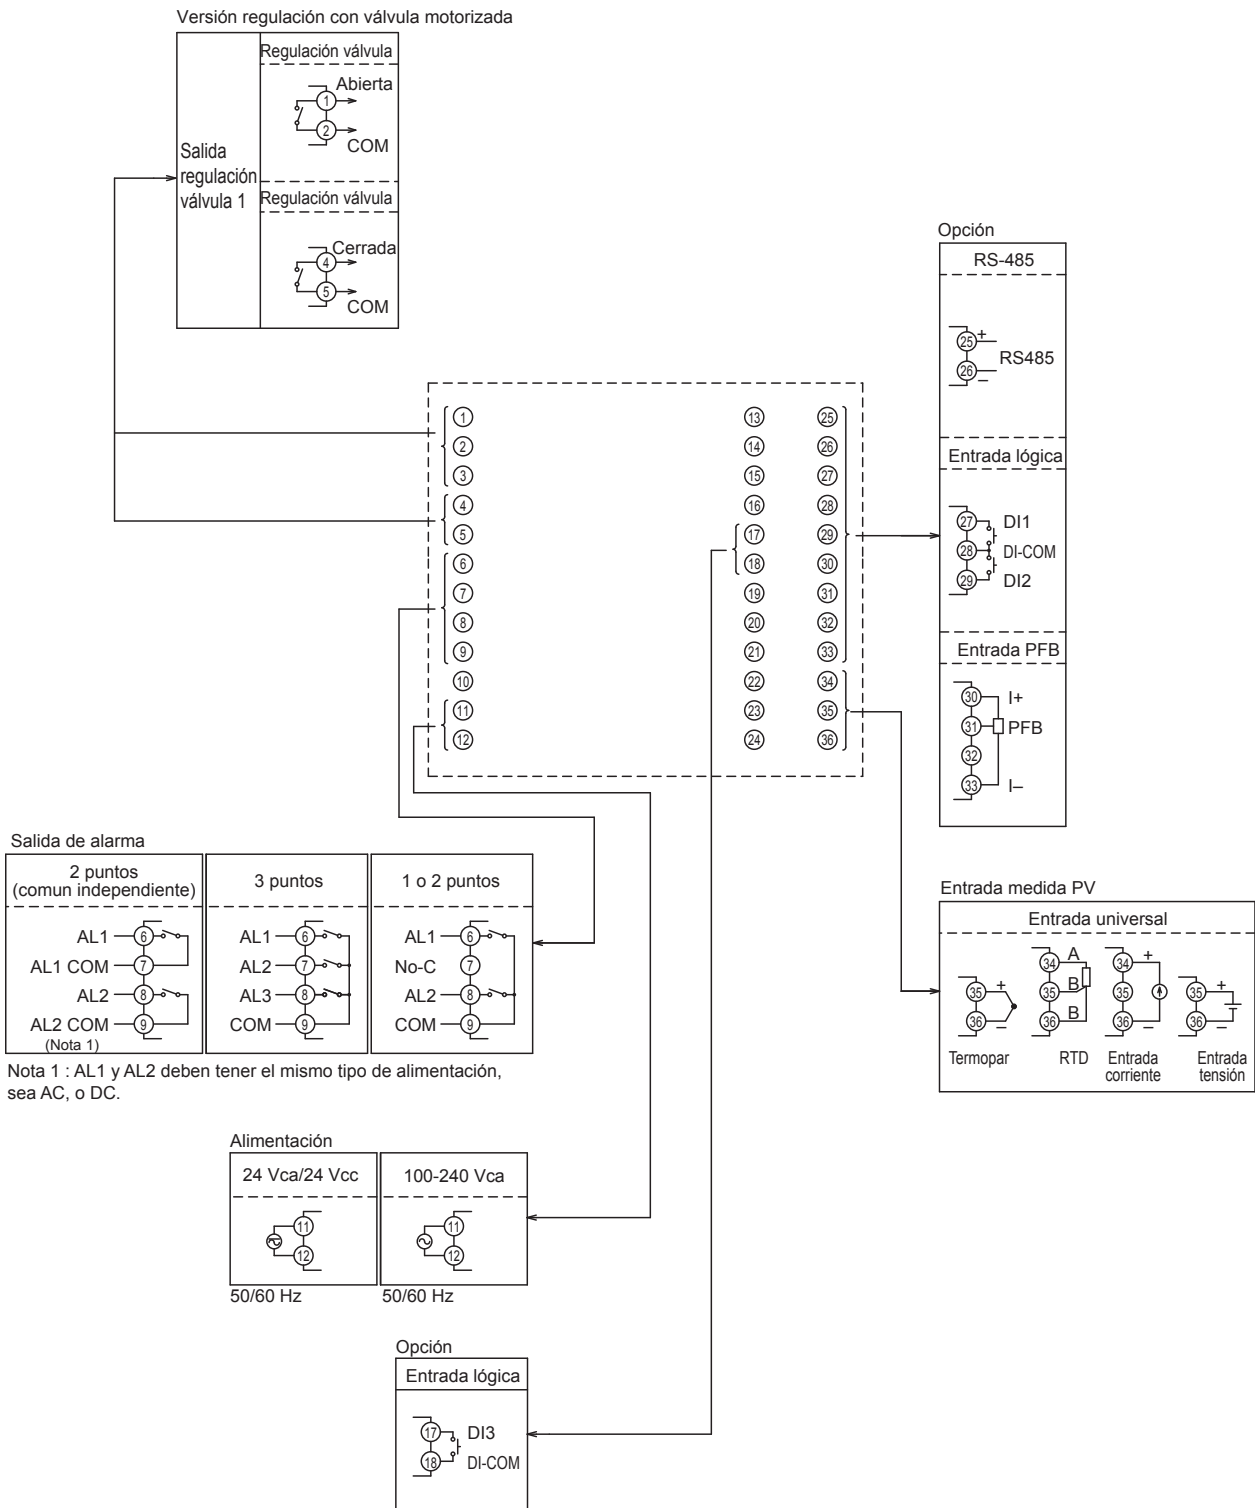 Versión regulación con válvula motorizada
Regulación válvula
Abierta
1
2
COM
Salida
regulación
válvula 1
Regulación válvula
Cerrada
4
5
COM
Opción
RS-485
25 +
RS485
26 –
Entrada lógica
27 DI1
28 DI-COM
29 DI2
Entrada PFB
30 I+
31 PFB
32
33 I–
1 13 25
2 14 26
3 15 27
4 16 28
5 17 29
6 18 30
7 19 31
8 20 32
9 21 33
10 22 34
11 23 35
12 24 36
Salida de alarma
2 puntos
(comun independiente)
AL1 6
AL1 COM 7
AL2 8
AL2 COM 9
(Nota 1)
3 puntos
AL1 6
AL2 7
AL3 8
COM 9
1 o 2 puntos
AL1 6
No-C 7
AL2 8
COM 9
Nota 1 : AL1 y AL2 deben tener el mismo tipo de alimentación,
sea AC, o DC.
Entrada medida PV
Entrada universal
35 +
36 –
Termopar
34 A
35 B
36 B
RTD
34 +
35
36 –
Entrada
corriente
35 +
36 –
Entrada
tensión
Alimentación
24 Vca/24 Vcc
11
12
50/60 Hz
100-240 Vca
11
12
50/60 Hz
Opción
Entrada lógica
17 DI3
18 DI-COM